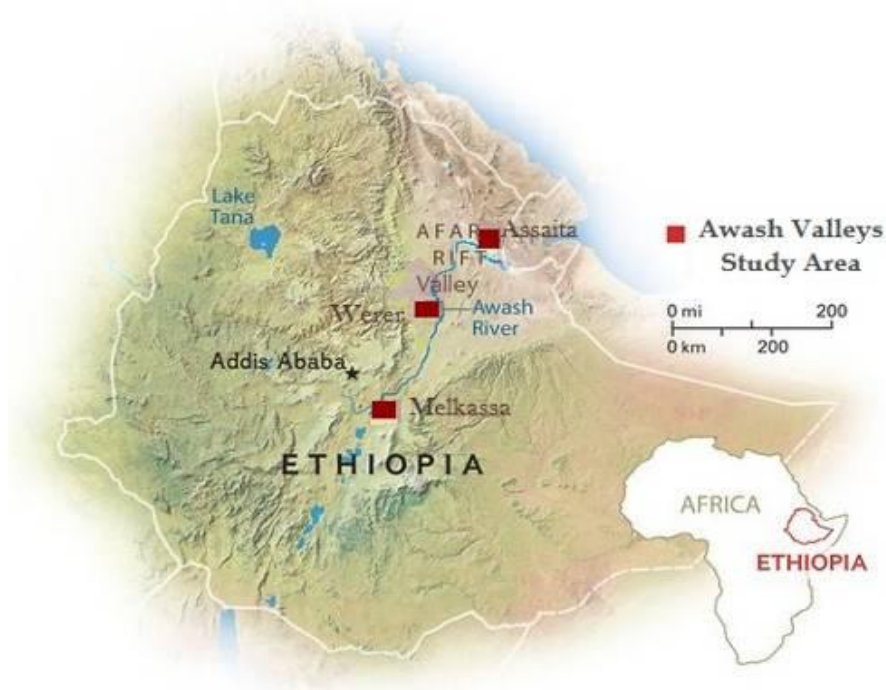 Lake
Tana
AFAR
RIFT
Valley
Assaita
Awash Valleys
Study Area
0 mi 200
0 km 200
Werer
Awash
River
Addis Ababa
Melkassa
ETHIOPIA
AFRICA
ETHIOPIA